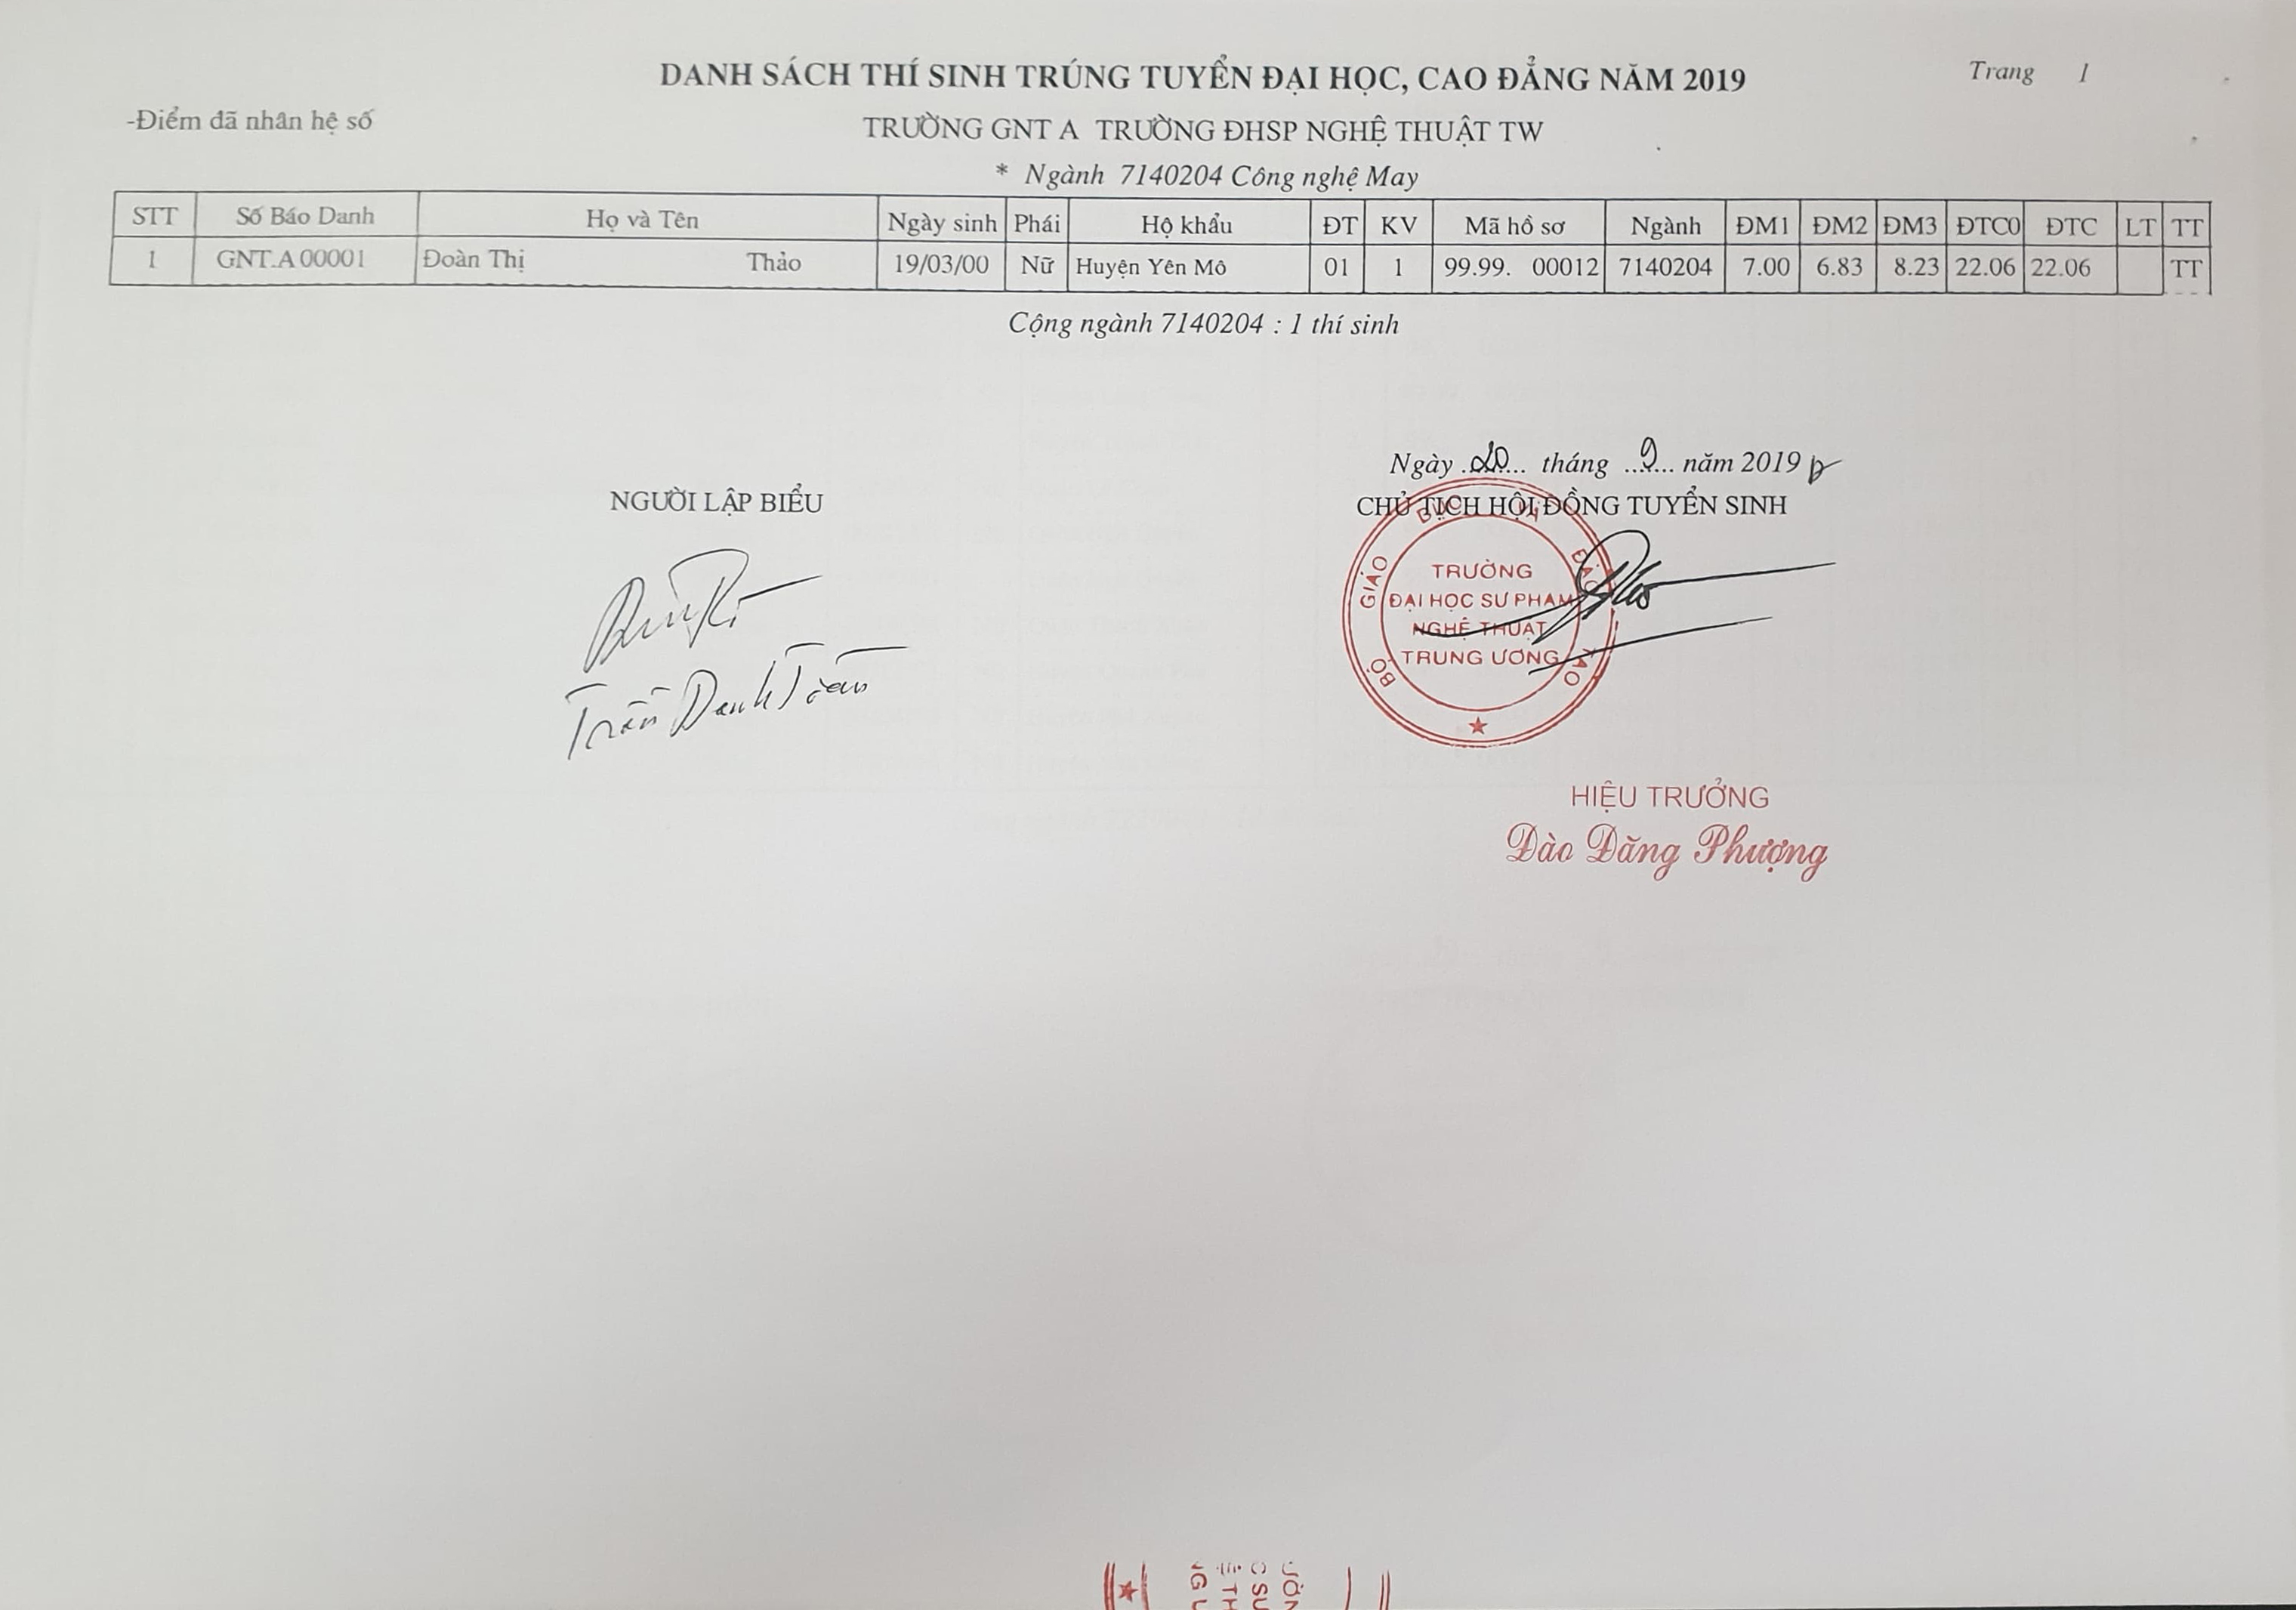 Trang 1
DANH SÁCH THÍ SINH TRÚNG TUYỂN ĐẠI HỌC, CAO ĐẲNG NĂM 2019
-Điểm đã nhân hệ số
TRƯỜNG GNT A TRƯỜNG ĐHSP NGHỆ THUẬT TW
* Ngành 7140204 Công nghệ May
STT Số Báo Danh Họ và Tên Ngày sinh Phái Hộ khẩu ĐT KV Mã hồ sơ Ngành ĐM1 ĐM2 ĐM3 ĐTC0 ĐTC LT TT
1 GNT.A 00001 Đoàn Thị Thảo 19/03/00 Nữ Huyện Yên Mô 01 1 99.99. 00012 7140204 7.00 6.83 8.23 22.06 22.06 TT
Cộng ngành 7140204 : 1 thí sinh
Ngày 20 tháng 9 năm 2019
NGƯỜI LẬP BIỂU
CHỦ TỊCH HỘI ĐỒNG TUYỂN SINH
BỘ GIÁO DỤC VÀ ĐÀO TẠO
TRƯỜNG
ĐẠI HỌC SƯ PHẠM
NGHỆ THUẬT
TRUNG ƯƠNG
Trần Danh Toàn
HIỆU TRƯỞNG
Đào Đăng Phượng